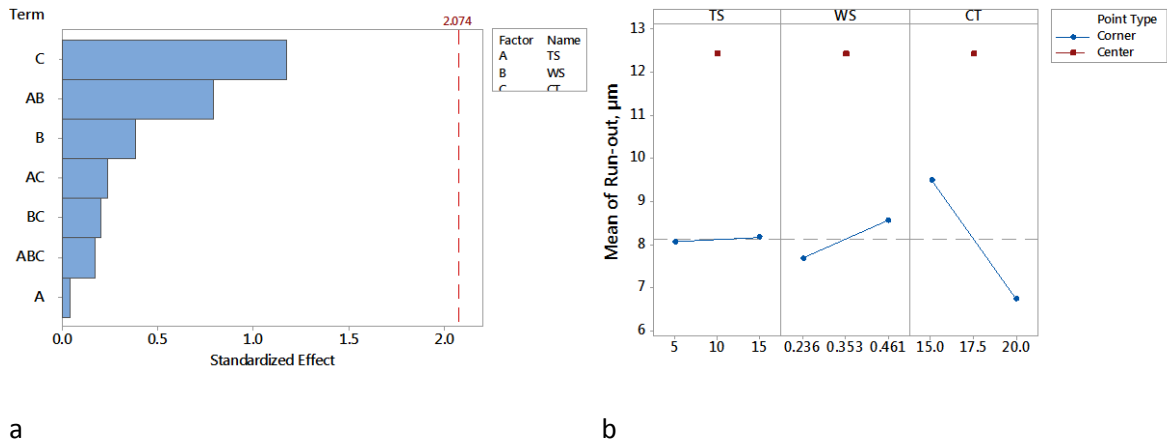 Term
2.074
Factor Name
A TS
B WS
C CT
C
AB
B
AC
BC
ABC
A
0.0 0.5 1.0 1.5 2.0
Standardized Effect
a
TS WS CT
Point Type
Corner
Center
Mean of Run-out, µm
13
12
11
10
9
8
7
6
5 10 15 0.236 0.353 0.461 15.0 17.5 20.0
b